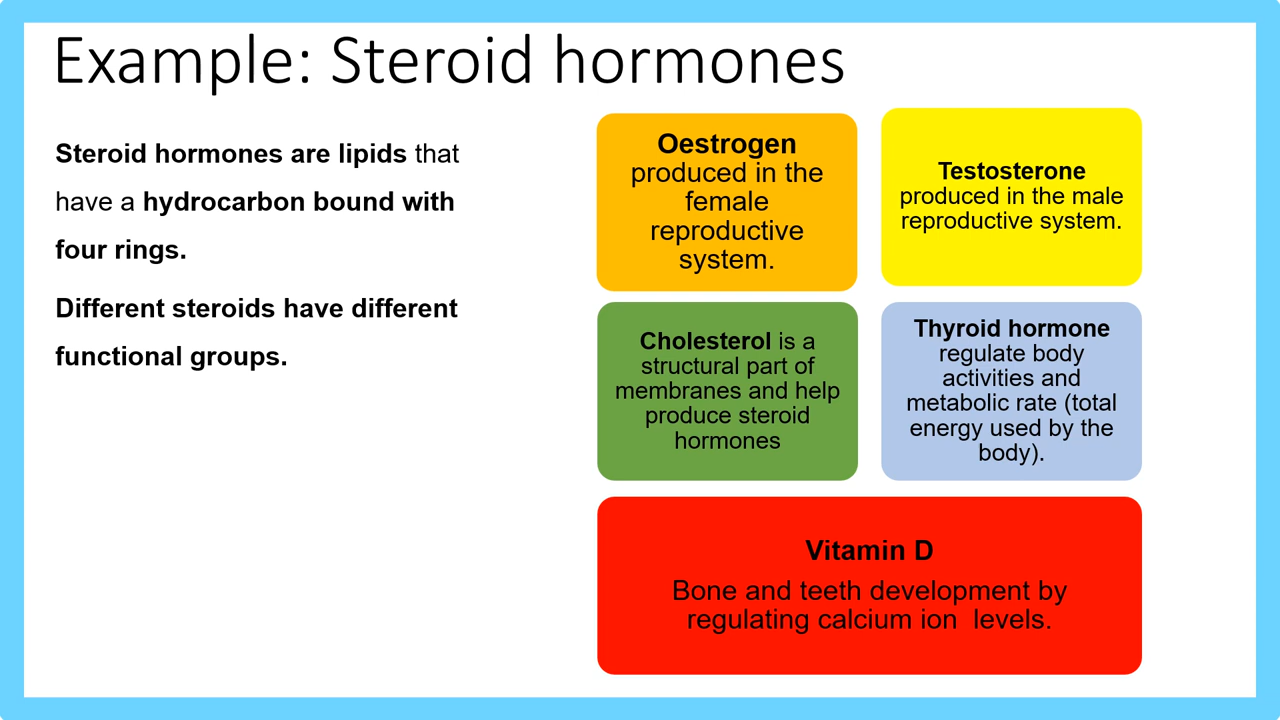 Example: Steroid hormones
Steroid hormones are lipids that
have a hydrocarbon bound with
four rings.
Different steroids have different
functional groups.
Oestrogen
produced in the
female
reproductive
system.
Testosterone
produced in the male
reproductive system.
Cholesterol is a
structural part of
membranes and help
produce steroid
hormones
Thyroid hormone
regulate body
activities and
metabolic rate (total
energy used by the
body).
Vitamin D
Bone and teeth development by
regulating calcium ion  levels.